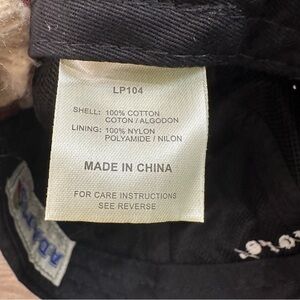 LP104
SHELL: 100% COTTON
COTON / ALGODON
LINING: 100% NYLON
POLYAMIDE / NILON
MADE IN CHINA
FOR CARE INSTRUCTIONS
SEE REVERSE
ADAMS